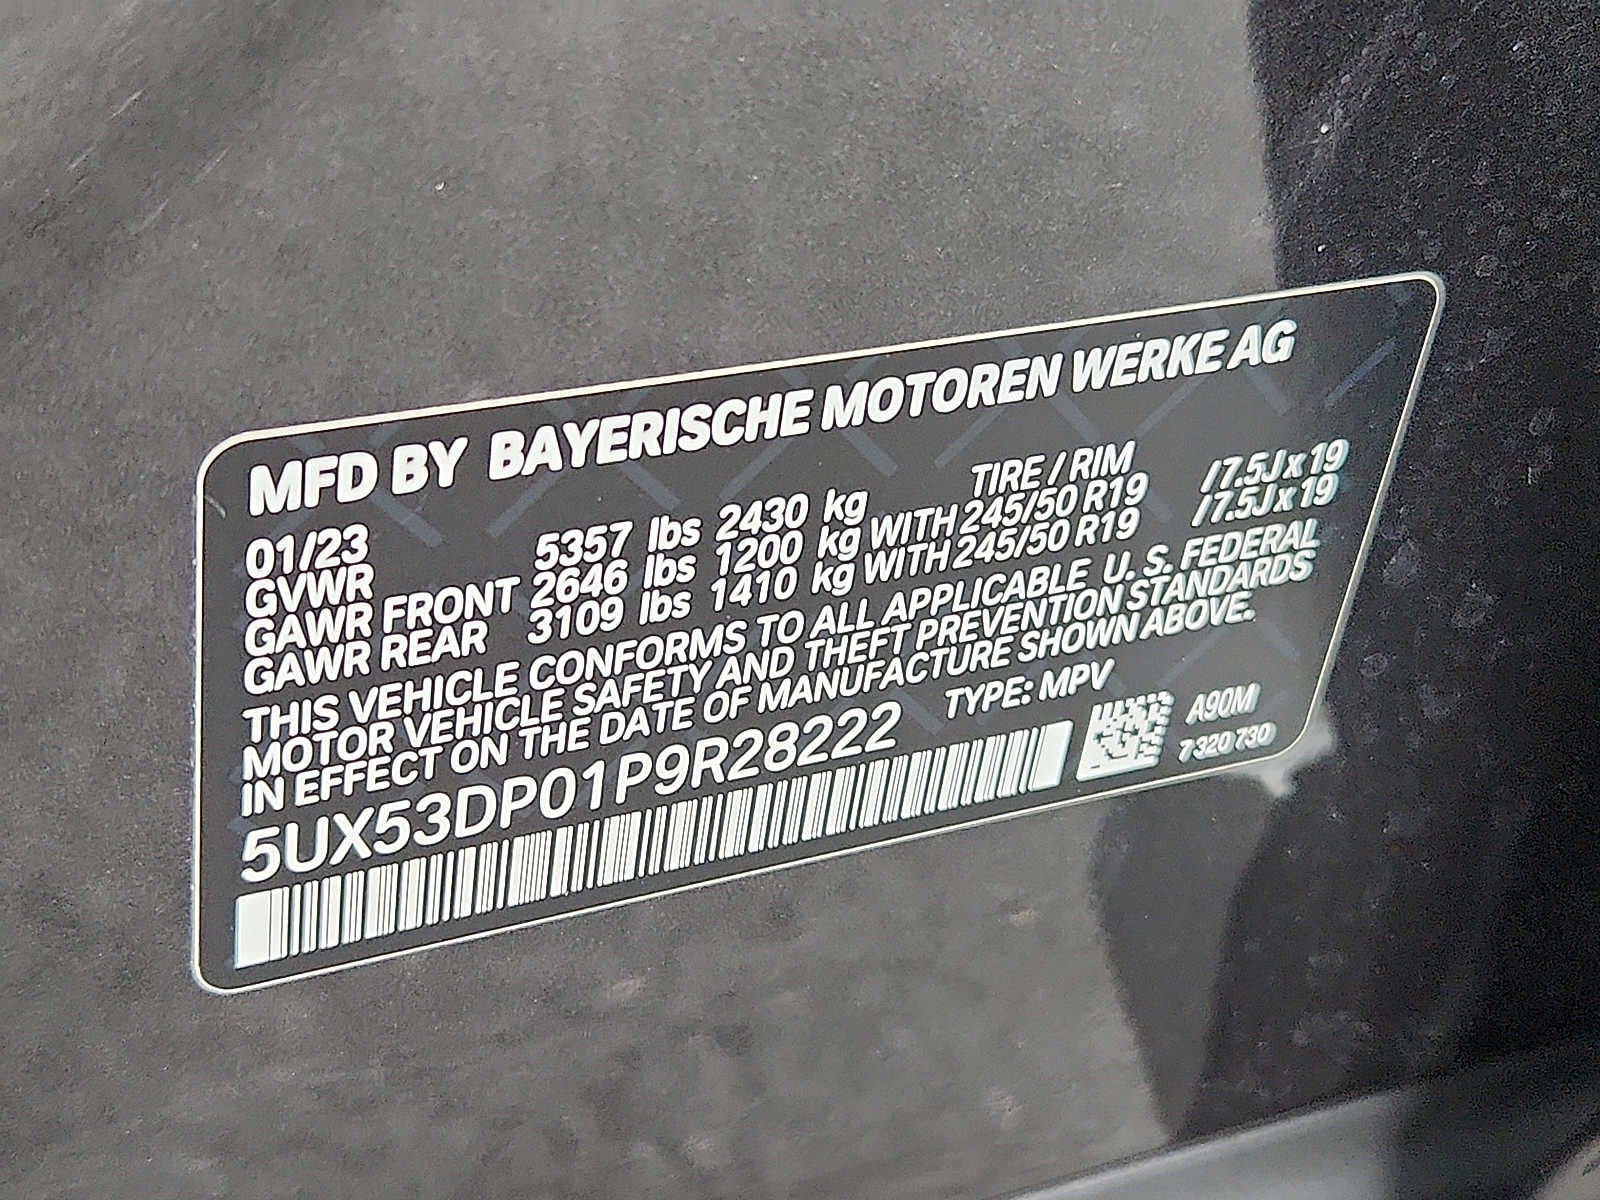 MFD BY BAYERISCHE MOTOREN WERKE AG
01/23 TIRE / RIM
GVWR 5357 lbs 2430 kg
GAWR FRONT 2646 lbs 1200 kg WITH 245/50 R19 /7.5J x 19
GAWR REAR 3109 lbs 1410 kg WITH 245/50 R19 /7.5J x 19
THIS VEHICLE CONFORMS TO ALL APPLICABLE U. S. FEDERAL
MOTOR VEHICLE SAFETY AND THEFT PREVENTION STANDARDS
IN EFFECT ON THE DATE OF MANUFACTURE SHOWN ABOVE.
5UX53DP01P9R28222 TYPE: MPV
A90M
7 320 730